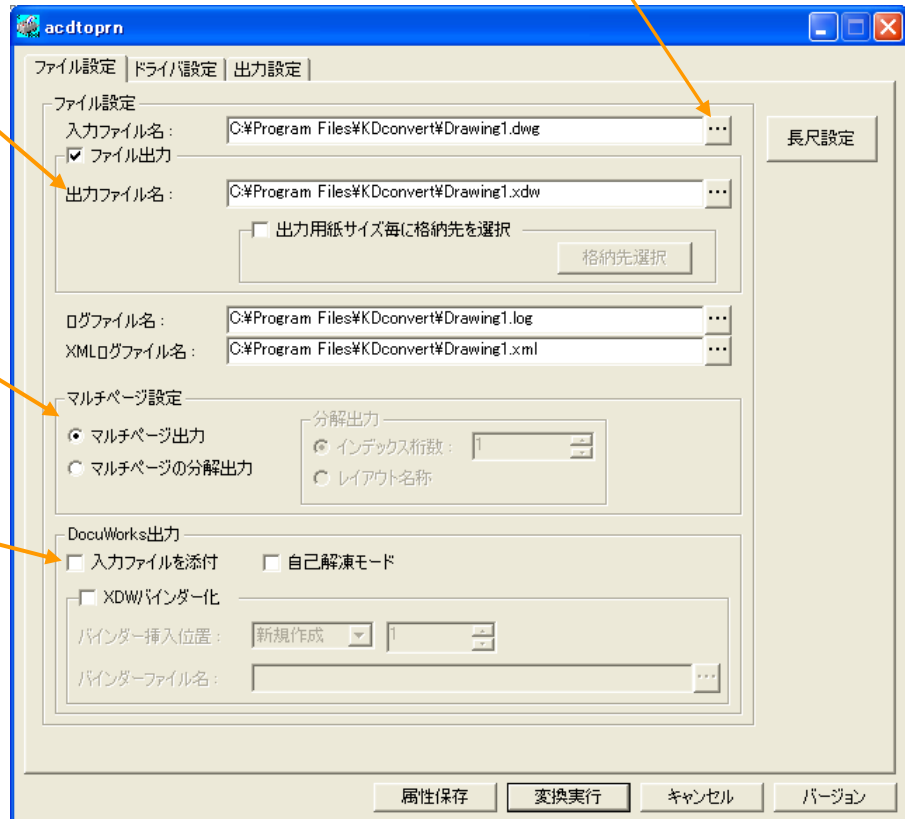 acdtoprn
ファイル設定 ドライバ設定 出力設定
ファイル設定
入力ファイル名： C:¥Program Files¥KDconvert¥Drawing1.dwg ...
長尺設定
ファイル出力
出力ファイル名： C:¥Program Files¥KDconvert¥Drawing1.xdw ...
出力用紙サイズ毎に格納先を選択
格納先選択
ログファイル名： C:¥Program Files¥KDconvert¥Drawing1.log ...
XMLログファイル名： C:¥Program Files¥KDconvert¥Drawing1.xml ...
マルチページ設定
マルチページ出力
マルチページの分解出力
分解出力
インデックス桁数： 1
レイアウト名称
DocuWorks出力
入力ファイルを添付 自己解凍モード
XDWバインダー化
バインダー挿入位置： 新規作成 1
バインダーファイル名： ...
属性保存 変換実行 キャンセル バージョン